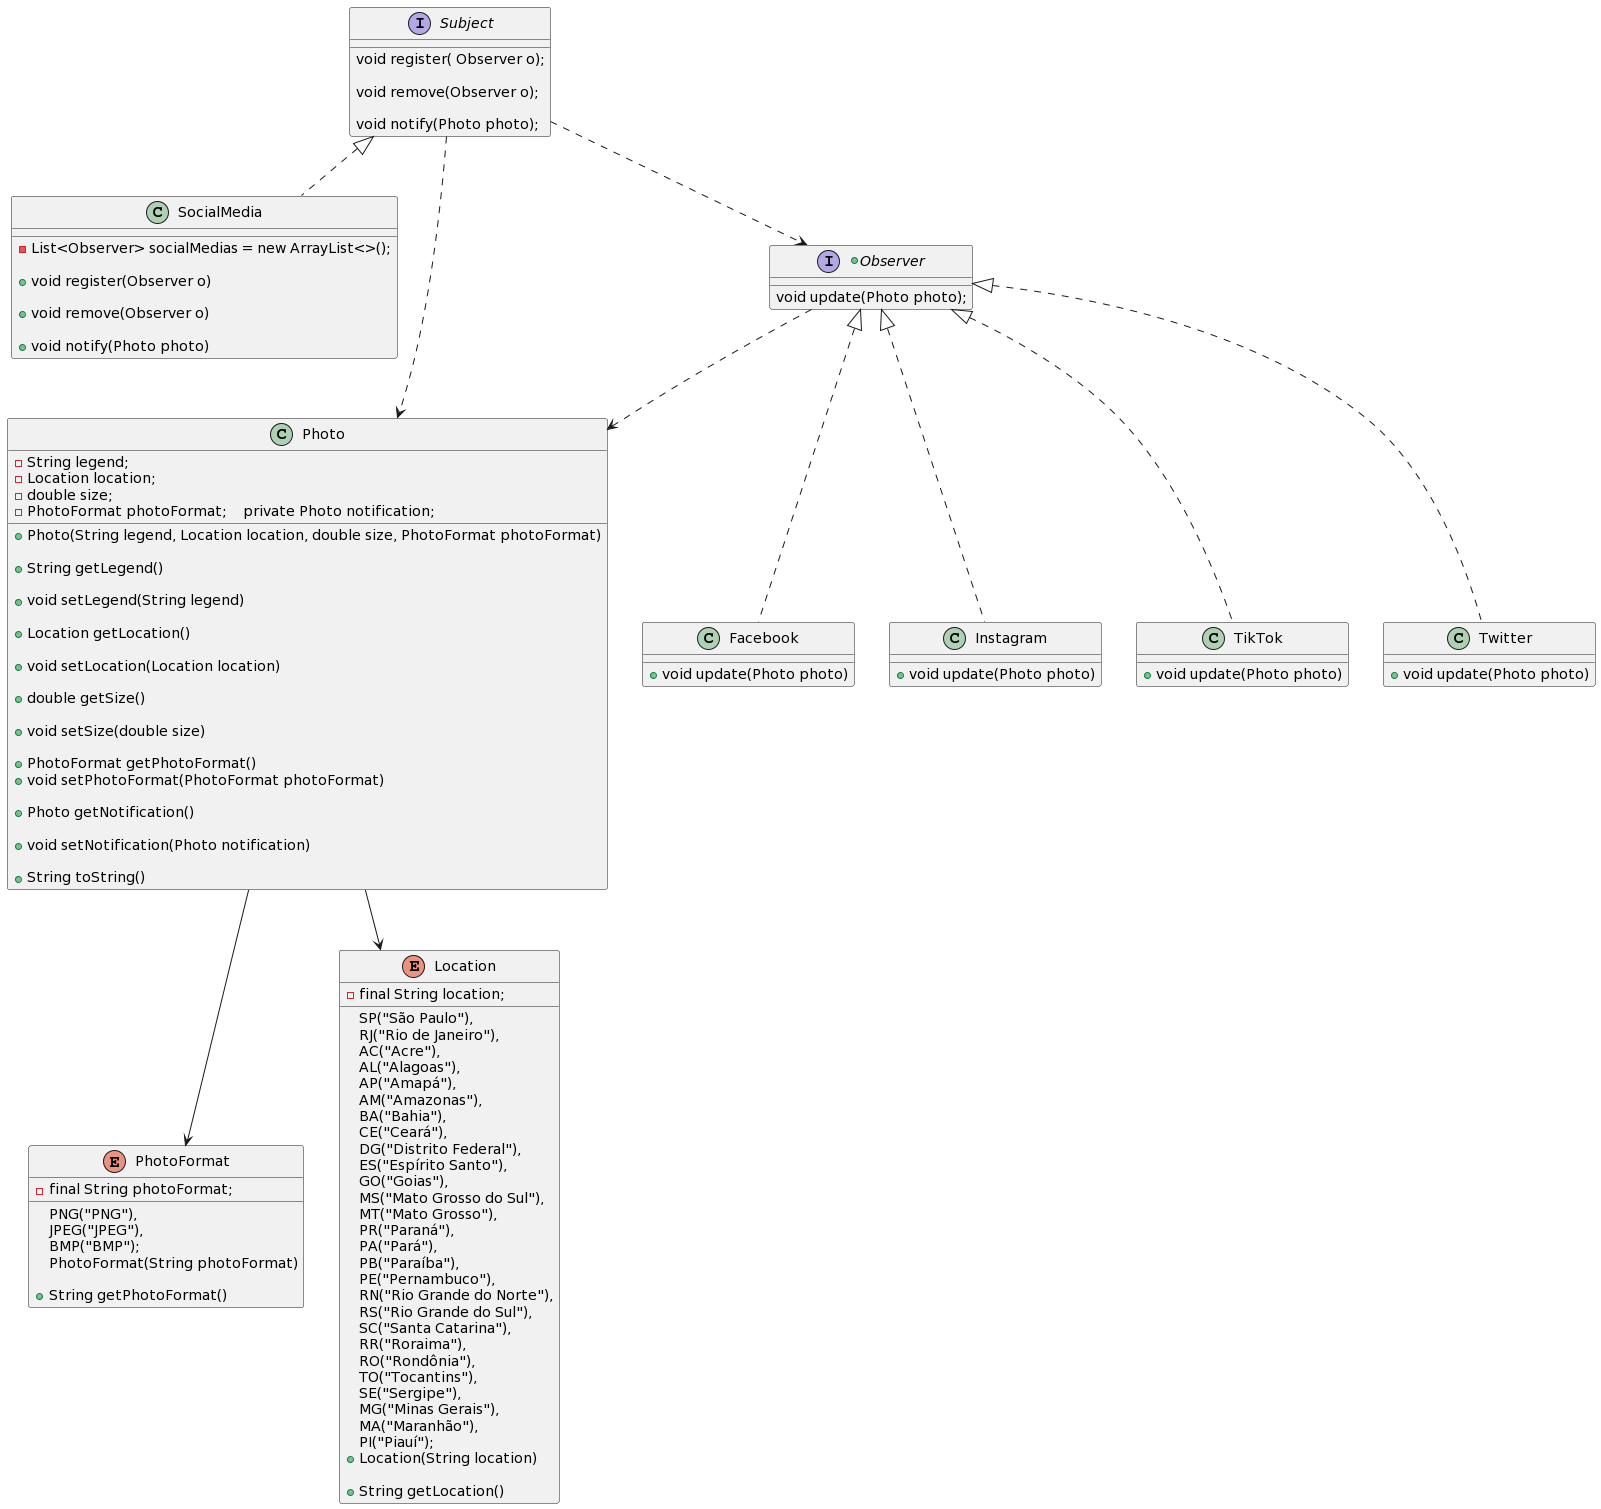 I Subject
void register( Observer o);
void remove(Observer o);
void notify(Photo photo);
C SocialMedia
List<Observer> socialMedias = new ArrayList<>();
void register(Observer o)
void remove(Observer o)
void notify(Photo photo)
I Observer
void update(Photo photo);
C Photo
String legend;
Location location;
double size;
PhotoFormat photoFormat;    private Photo notification;
Photo(String legend, Location location, double size, PhotoFormat photoFormat)
String getLegend()
void setLegend(String legend)
Location getLocation()
void setLocation(Location location)
double getSize()
void setSize(double size)
PhotoFormat getPhotoFormat()
void setPhotoFormat(PhotoFormat photoFormat)
Photo getNotification()
void setNotification(Photo notification)
String toString()
C Facebook
void update(Photo photo)
C Instagram
void update(Photo photo)
C TikTok
void update(Photo photo)
C Twitter
void update(Photo photo)
E PhotoFormat
final String photoFormat;
PNG("PNG"),
JPEG("JPEG"),
BMP("BMP");
PhotoFormat(String photoFormat)
String getPhotoFormat()
E Location
final String location;
SP("São Paulo"),
RJ("Rio de Janeiro"),
AC("Acre"),
AL("Alagoas"),
AP("Amapá"),
AM("Amazonas"),
BA("Bahia"),
CE("Ceará"),
DG("Distrito Federal"),
ES("Espírito Santo"),
GO("Goias"),
MS("Mato Grosso do Sul"),
MT("Mato Grosso"),
PR("Paraná"),
PA("Pará"),
PB("Paraíba"),
PE("Pernambuco"),
RN("Rio Grande do Norte"),
RS("Rio Grande do Sul"),
SC("Santa Catarina"),
RR("Roraima"),
RO("Rondônia"),
TO("Tocantins"),
SE("Sergipe"),
MG("Minas Gerais"),
MA("Maranhão"),
PI("Piauí");
Location(String location)
String getLocation()